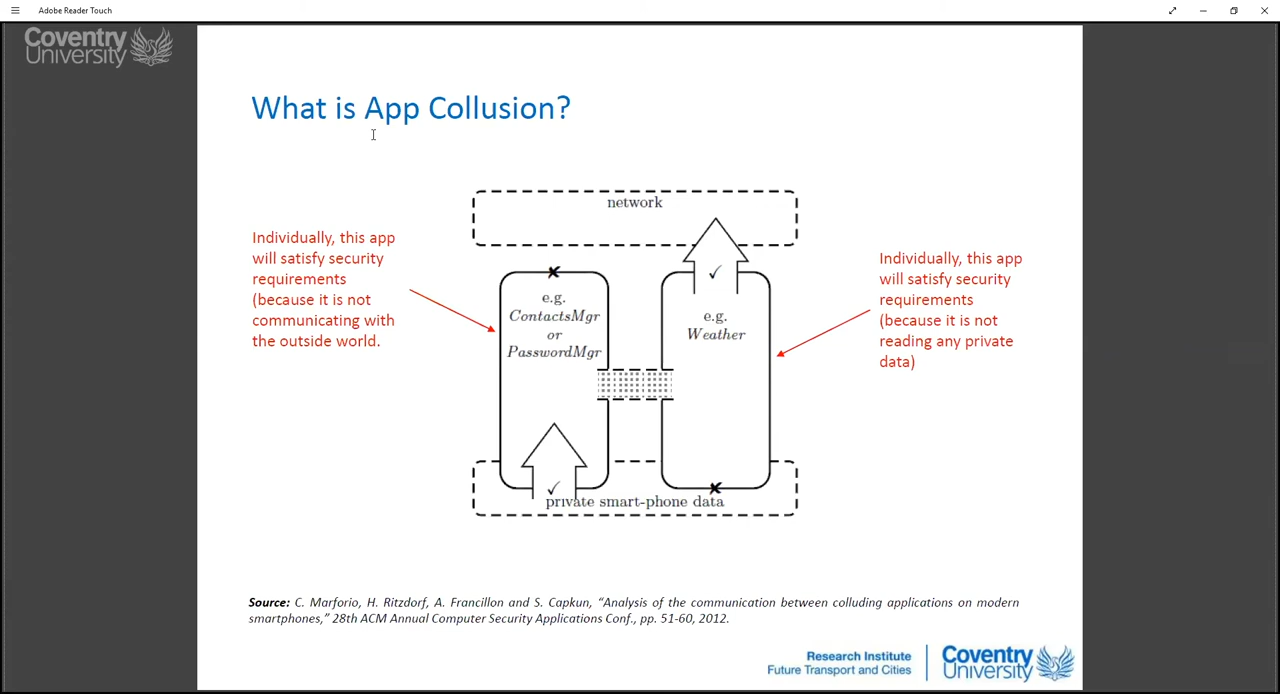 Adobe Reader Touch
Coventry
University
What is App Collusion?
network
Individually, this app
will satisfy security
requirements
(because it is not
communicating with
the outside world.
e.g.
ContactsMgr
or
PasswordMgr
e.g.
Weather
Individually, this app
will satisfy security
requirements
(because it is not
reading any private
data)
private smart-phone data
Source: C. Marforio, H. Ritzdorf, A. Francillon and S. Capkun, “Analysis of the communication between colluding applications on modern
smartphones,” 28th ACM Annual Computer Security Applications Conf., pp. 51-60, 2012.
Research Institute
Future Transport and Cities
Coventry
University